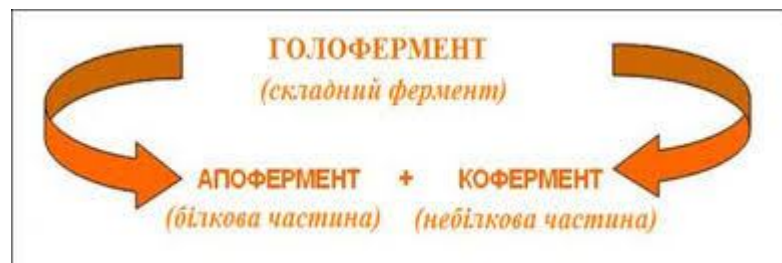 ГОЛОФЕРМЕНТ
(складний фермент)
АПОФЕРМЕНТ + КОФЕРМЕНТ
(білкова частина) (небілкова частина)